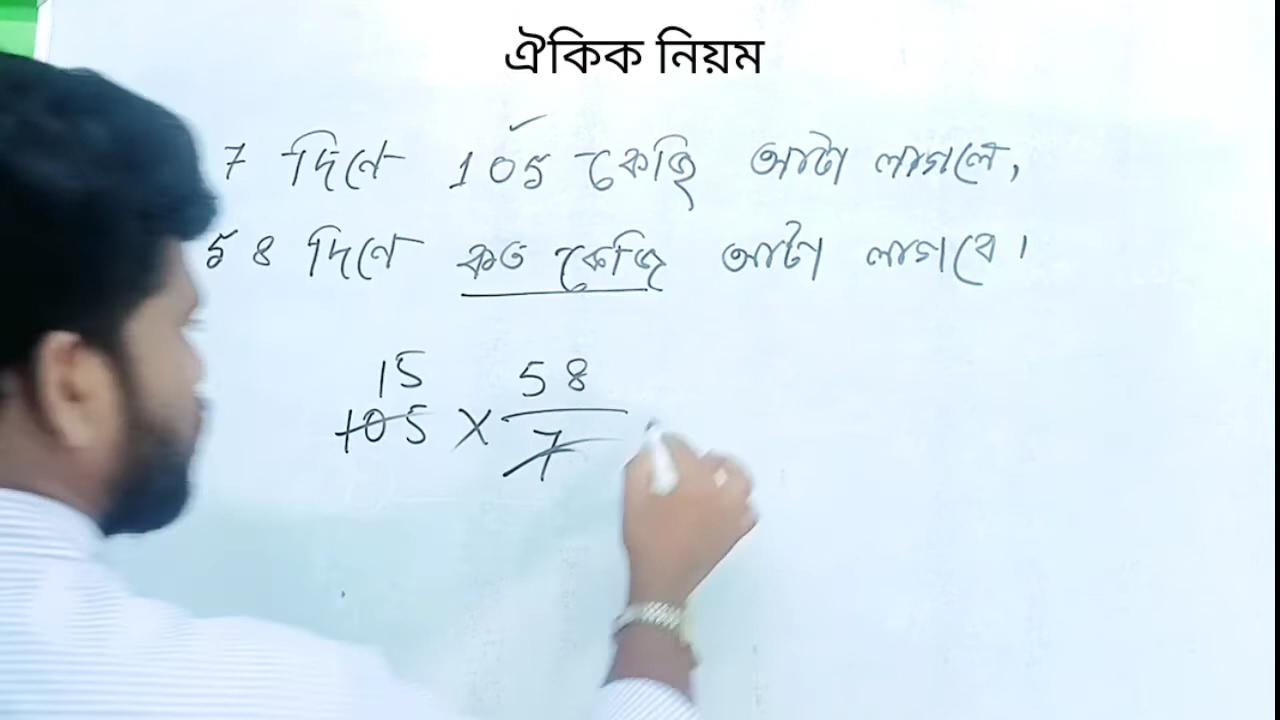 ঐকিক নিয়ম
7 দিনে 105 কেজি আটা লাগলে,
58 দিনে কত কেজি আটা লাগবে।
15 58
105 × 7